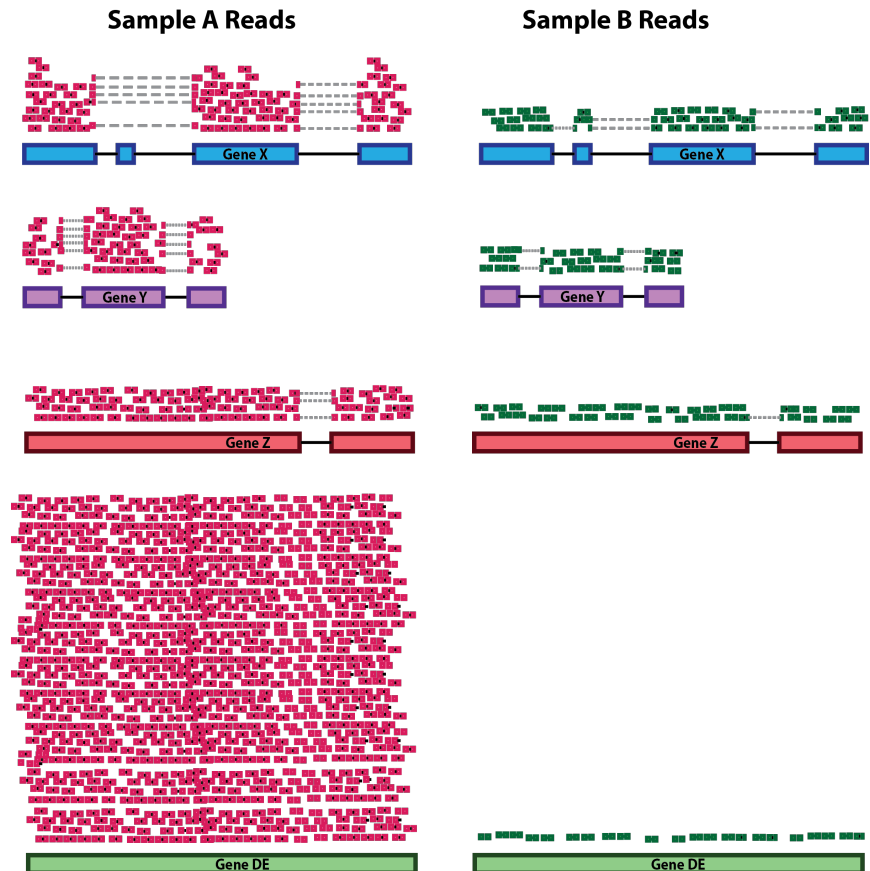 Sample A Reads
Sample B Reads
Gene X
Gene X
Gene Y
Gene Y
Gene Z
Gene Z
Gene DE
Gene DE